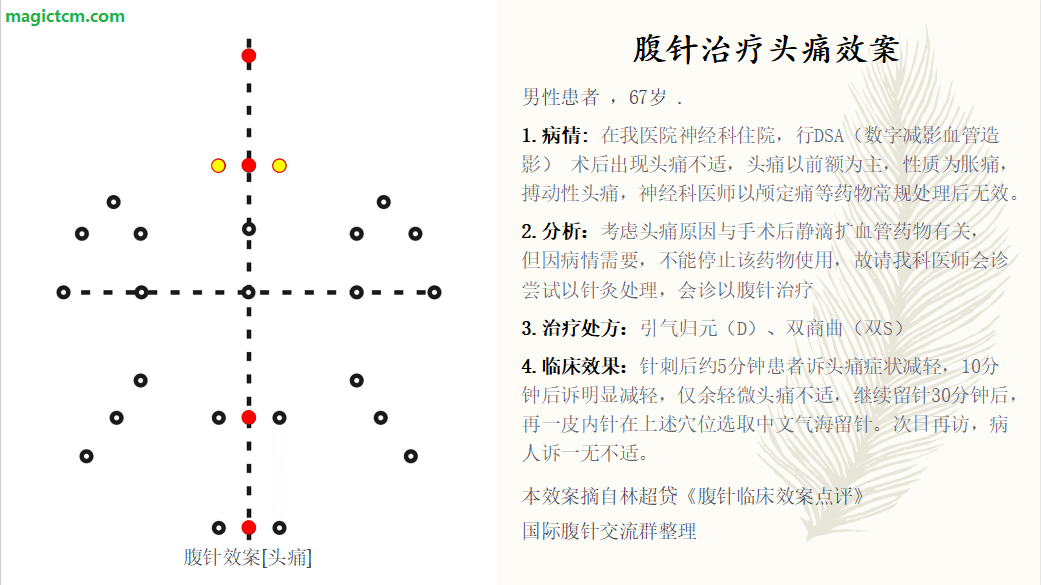 magictcm.com
腹针治疗头痛效案
男性患者 ，67岁 .
1.病情: 在我医院神经科住院，行DSA（数字减影血管造
影） 术后出现头痛不适，头痛以前额为主，性质为胀痛，
搏动性头痛，神经科医师以颅定痛等药物常规处理后无效。
2.分析: 考虑头痛原因与手术后静滴扩血管药物有关，
但因病情需要，不能停止该药物使用，故请我科医师会诊
尝试以针灸处理，会诊以腹针治疗
3.治疗处方: 引气归元（D）、双商曲（双S）
4.临床效果: 针刺后约5分钟患者诉头痛症状减轻，10分
钟后诉明显减轻，仅余轻微头痛不适，继续留针30分钟后，
再一皮内针在上述穴位选取中文气海留针。次日再访，病
人诉一无不适。
本效案摘自林超贷《腹针临床效案点评》
国际腹针交流群整理
腹针效案[头痛]